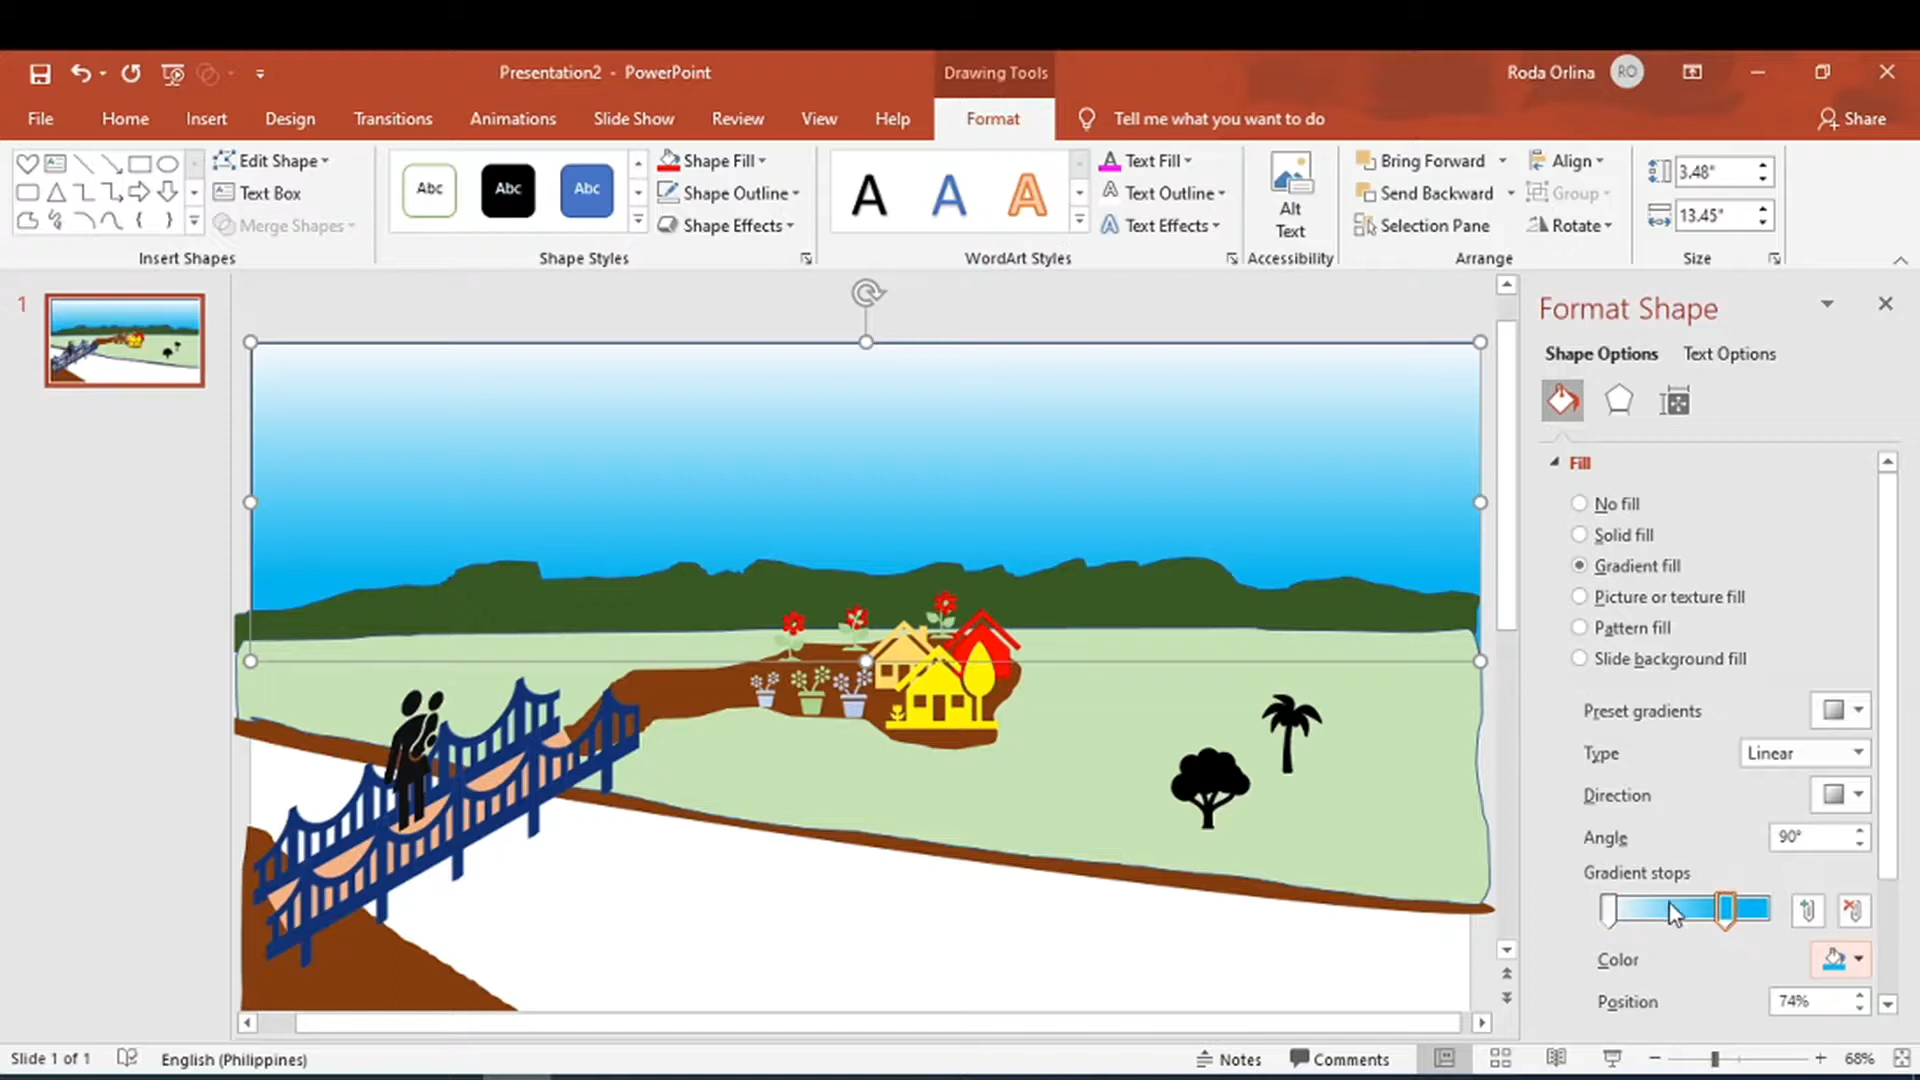 Presentation2 - PowerPoint
Drawing Tools
Roda Orlina
RO
File
Home
Insert
Design
Transitions
Animations
Slide Show
Review
View
Help
Format
Tell me what you want to do
Share
Edit Shape
Text Box
Merge Shapes
Insert Shapes
Abc
Abc
Abc
Shape Fill
Shape Outline
Shape Effects
Shape Styles
A
A
A
Text Fill
Text Outline
Text Effects
WordArt Styles
Alt
Text
Accessibility
Bring Forward
Send Backward
Selection Pane
Align
Group
Rotate
Arrange
3.48"
13.45"
Size
1
Format Shape
Shape Options
Text Options
Fill
No fill
Solid fill
Gradient fill
Picture or texture fill
Pattern fill
Slide background fill
Preset gradients
Type
Linear
Direction
Angle
90°
Gradient stops
Color
Position
74%
Slide 1 of 1
English (Philippines)
Notes
Comments
68%